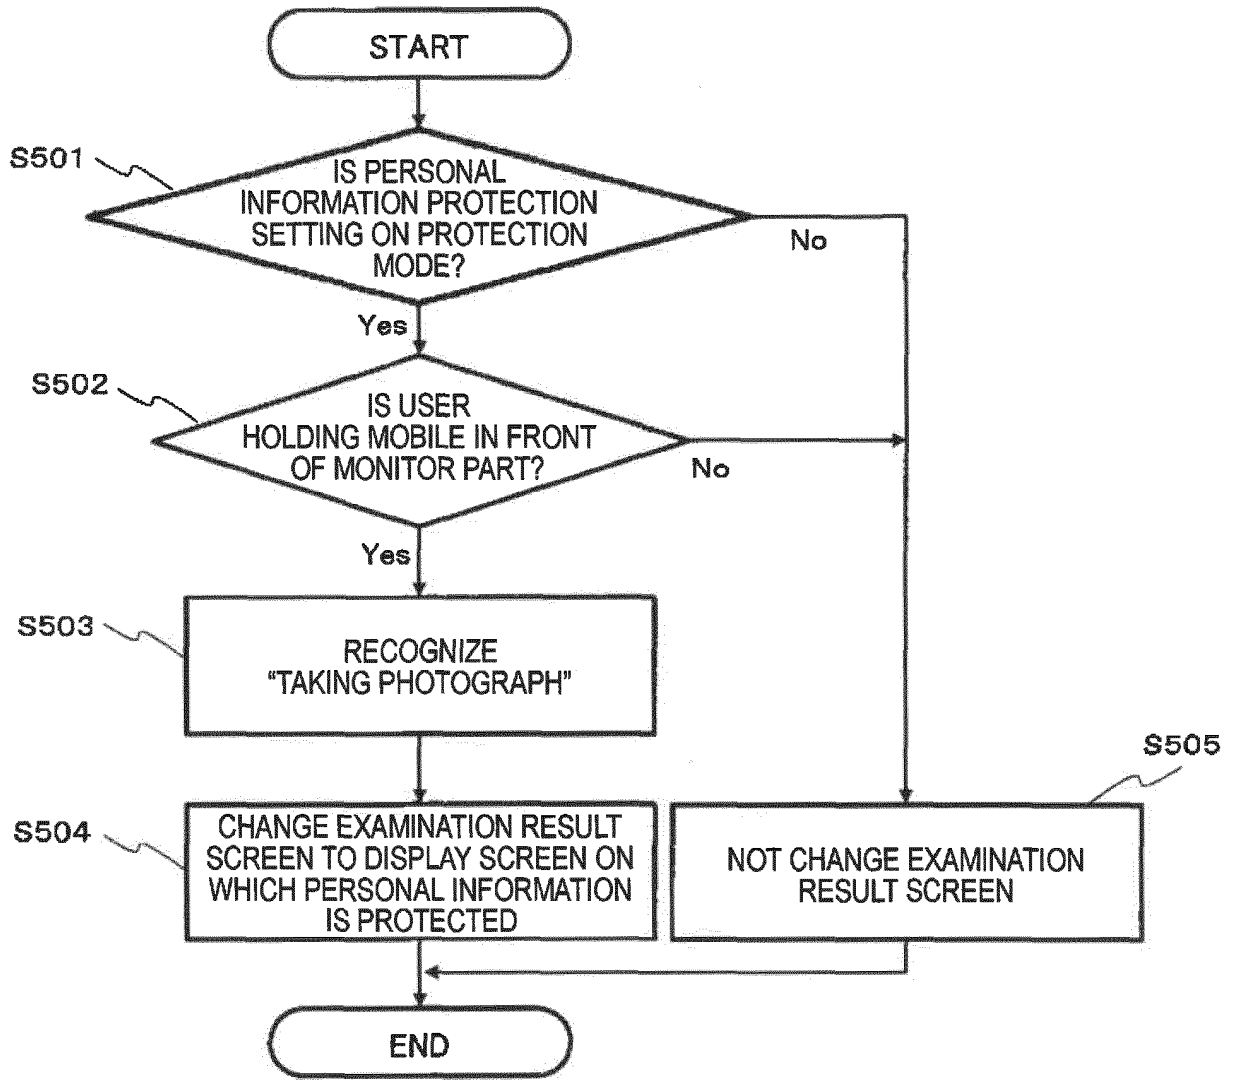 START
S501
IS PERSONAL
INFORMATION PROTECTION
SETTING ON PROTECTION
MODE?
No
Yes
S502
IS USER
HOLDING MOBILE IN FRONT
OF MONITOR PART?
No
Yes
S503
RECOGNIZE
“TAKING PHOTOGRAPH”
S504
CHANGE EXAMINATION RESULT
SCREEN TO DISPLAY SCREEN ON
WHICH PERSONAL INFORMATION
IS PROTECTED
S505
NOT CHANGE EXAMINATION
RESULT SCREEN
END